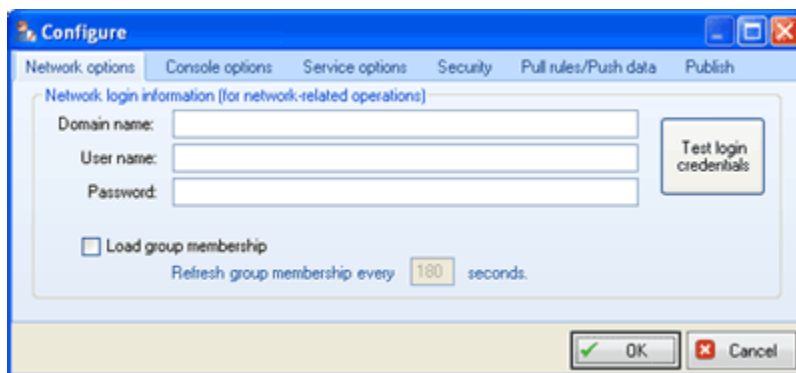 Configure
Network options Console options Service options Security Pull rules/Push data Publish
Network login information (for network-related operations)
Domain name:
User name:
Password:
Test login
credentials
Load group membership
Refresh group membership every 180 seconds.
OK Cancel